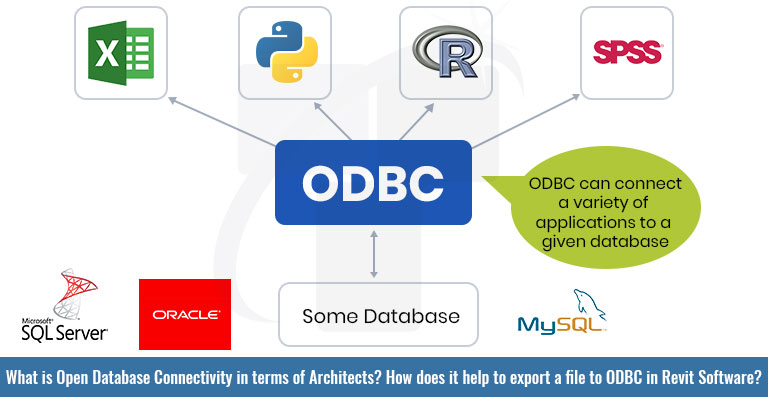 X
R
SPSS
ODBC
ODBC can connect
a variety of
applications to a
given database
Microsoft®
SQL Server®
ORACLE®
Some Database
MySQL™
What is Open Database Connectivity in terms of Architects? How does it help to export a file to ODBC in Revit Software?